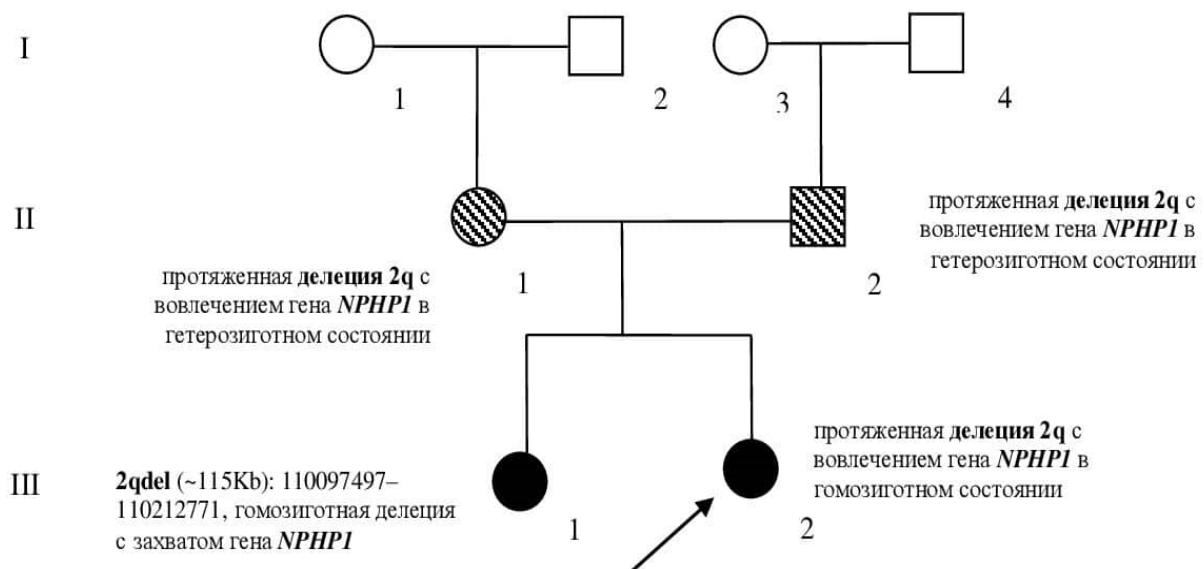 I
1
2
3
4
II
протяженная делеция 2q с
вовлечением гена NPHP1 в
гетерозиготном состоянии
1
протяженная делеция 2q с
вовлечением гена NPHP1 в
гетерозиготном состоянии
2
III
2qdel (~115Kb): 110097497–
110212771, гомозиготная делеция
с захватом гена NPHP1
1
протяженная делеция 2q с
вовлечением гена NPHP1 в
гомозиготном состоянии
2